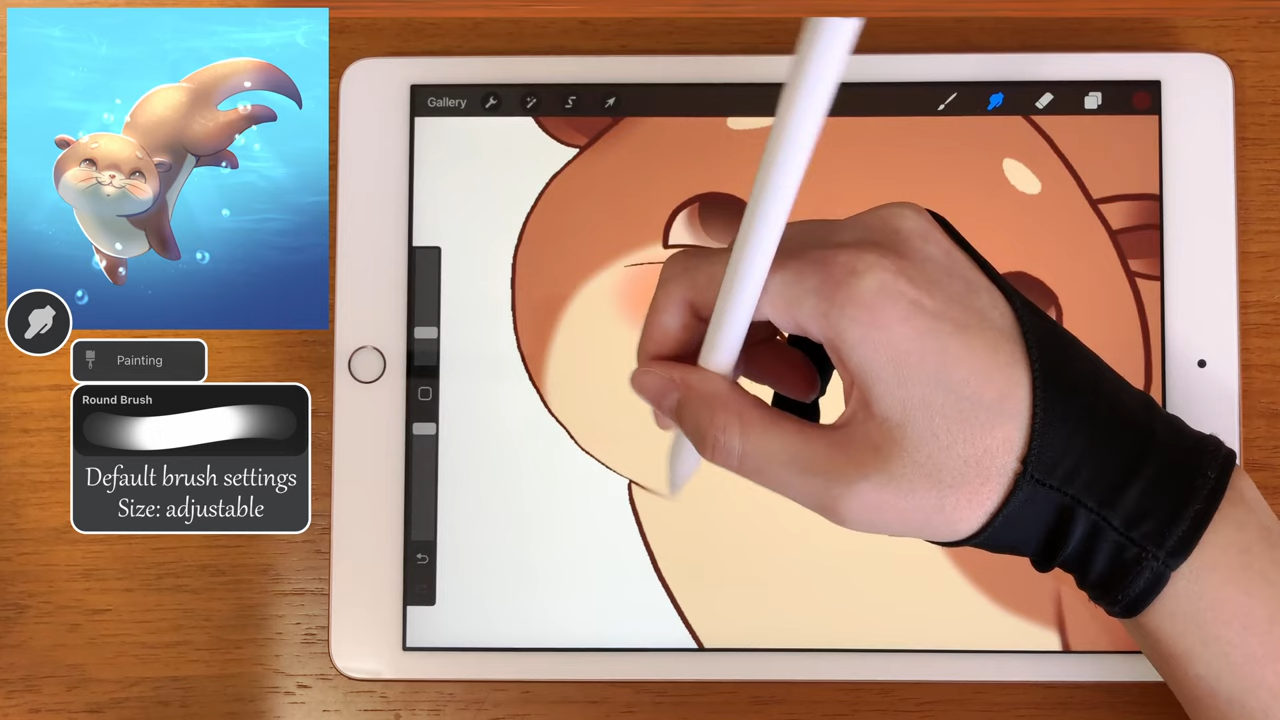 Gallery
Painting
Round Brush
Default brush settings
Size: adjustable